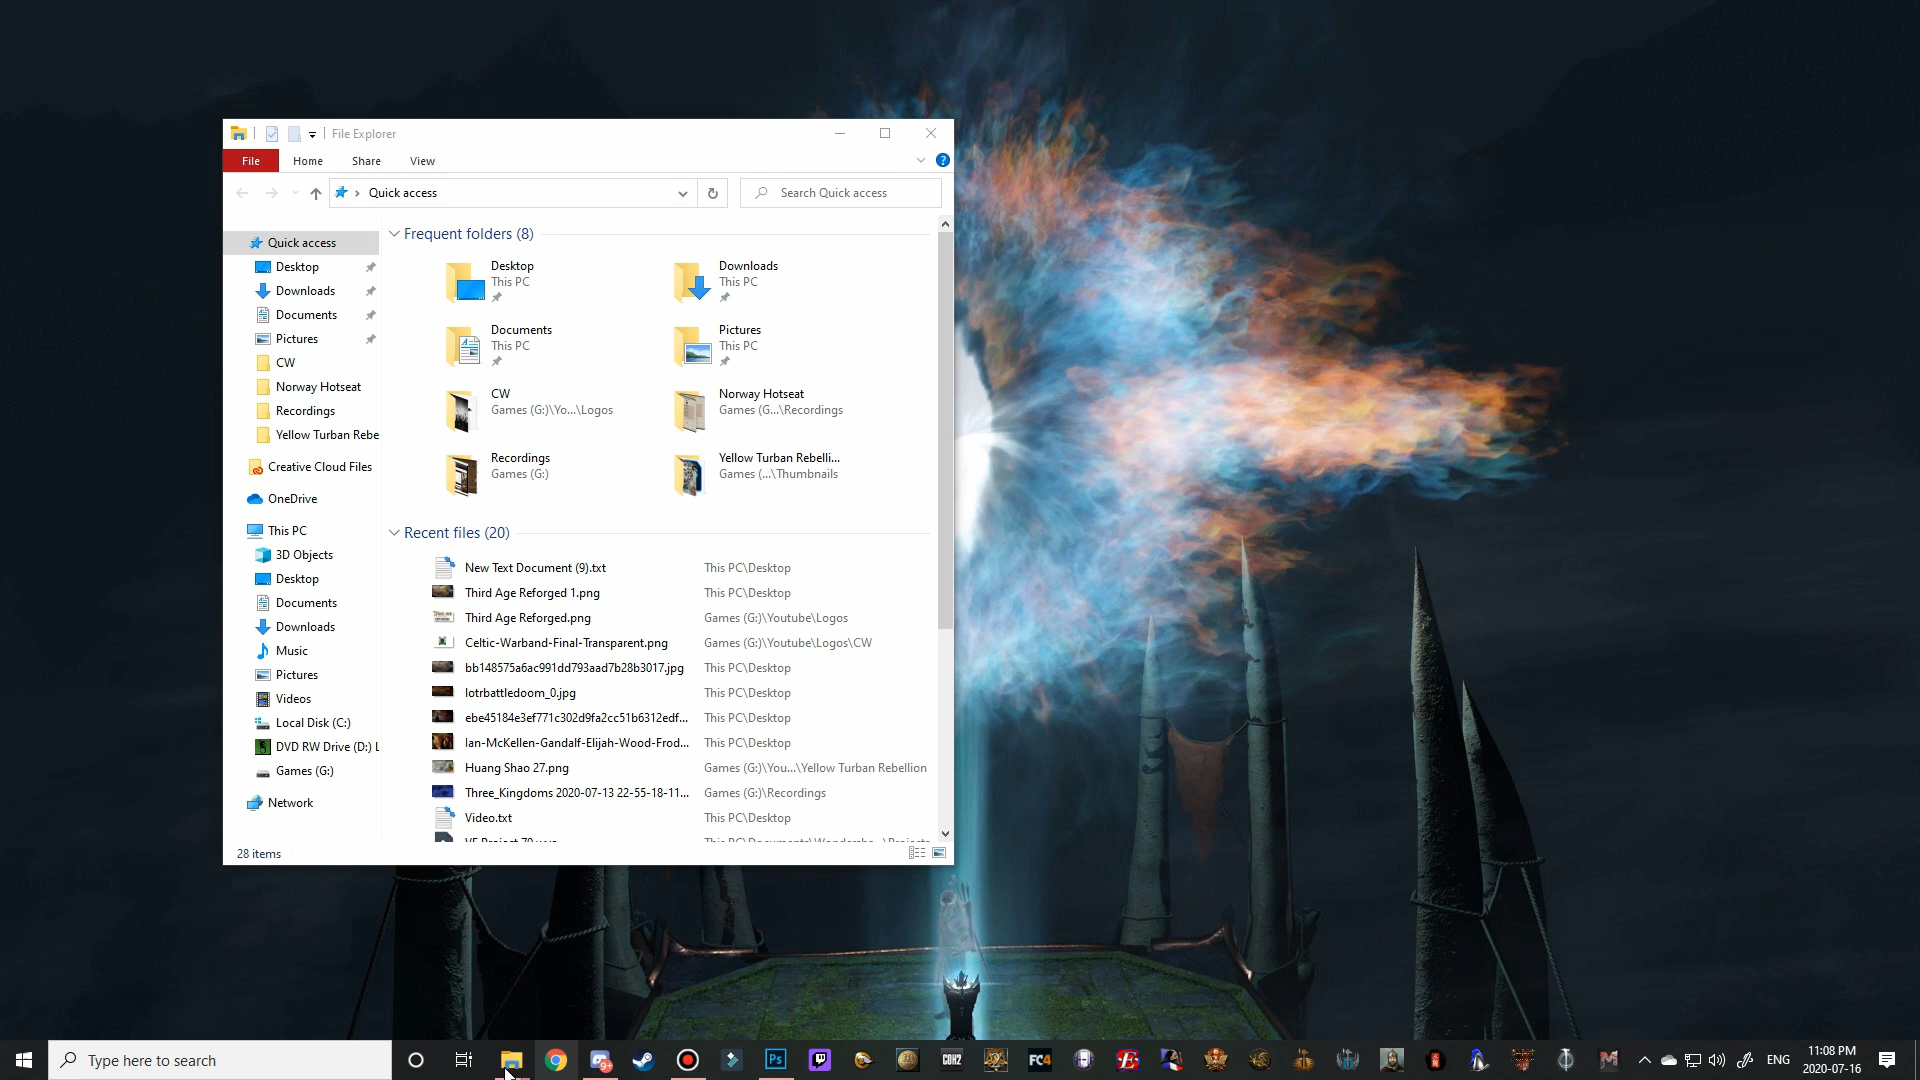 File Explorer
File Home Share View
Quick access
Search Quick access
Quick access
Desktop
Downloads
Documents
Pictures
CW
Norway Hotseat
Recordings
Yellow Turban Rebe
Creative Cloud Files
OneDrive
This PC
3D Objects
Desktop
Documents
Downloads
Music
Pictures
Videos
Local Disk (C:)
DVD RW Drive (D:) L
Games (G:)
Network
Frequent folders (8)
Desktop
This PC
Downloads
This PC
Documents
This PC
Pictures
This PC
CW
Games (G:)\Yo...\Logos
Norway Hotseat
Games (G...\Recordings
Recordings
Games (G:)
Yellow Turban Rebelli...
Games (...\Thumbnails
Recent files (20)
New Text Document (9).txt This PC\Desktop
Third Age Reforged 1.png This PC\Desktop
Third Age Reforged.png Games (G:)\Youtube\Logos
Celtic-Warband-Final-Transparent.png Games (G:)\Youtube\Logos\CW
bb148575a6ac991dd793aad7b28b3017.jpg This PC\Desktop
lotrbattledoom_0.jpg This PC\Desktop
ebe45184e3ef771c302d9fa2cc51b6312edf... This PC\Desktop
Ian-McKellen-Gandalf-Elijah-Wood-Frod... This PC\Desktop
Huang Shao 27.png Games (G:)\You...\Yellow Turban Rebellion
Three_Kingdoms 2020-07-13 22-55-18-11... Games (G:)\Recordings
Video.txt This PC\Desktop
28 items
Type here to search
9+
Ps
COH2
FC4
ENG
11:08 PM
2020-07-16